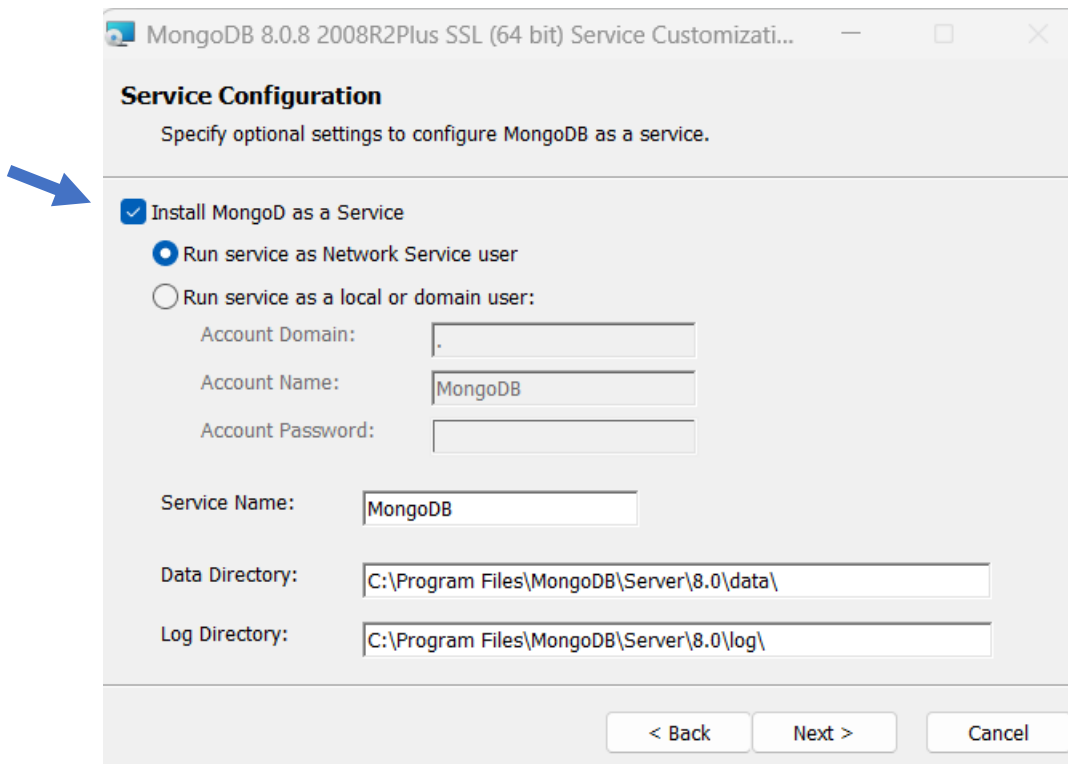 MongoDB 8.0.8 2008R2Plus SSL (64 bit) Service Customizati...
Service Configuration
Specify optional settings to configure MongoDB as a service.
Install MongoD as a Service
Run service as Network Service user
Run service as a local or domain user:
Account Domain: .
Account Name: MongoDB
Account Password:
Service Name: MongoDB
Data Directory: C:\Program Files\MongoDB\Server\8.0\data\
Log Directory: C:\Program Files\MongoDB\Server\8.0\log\
< Back Next > Cancel